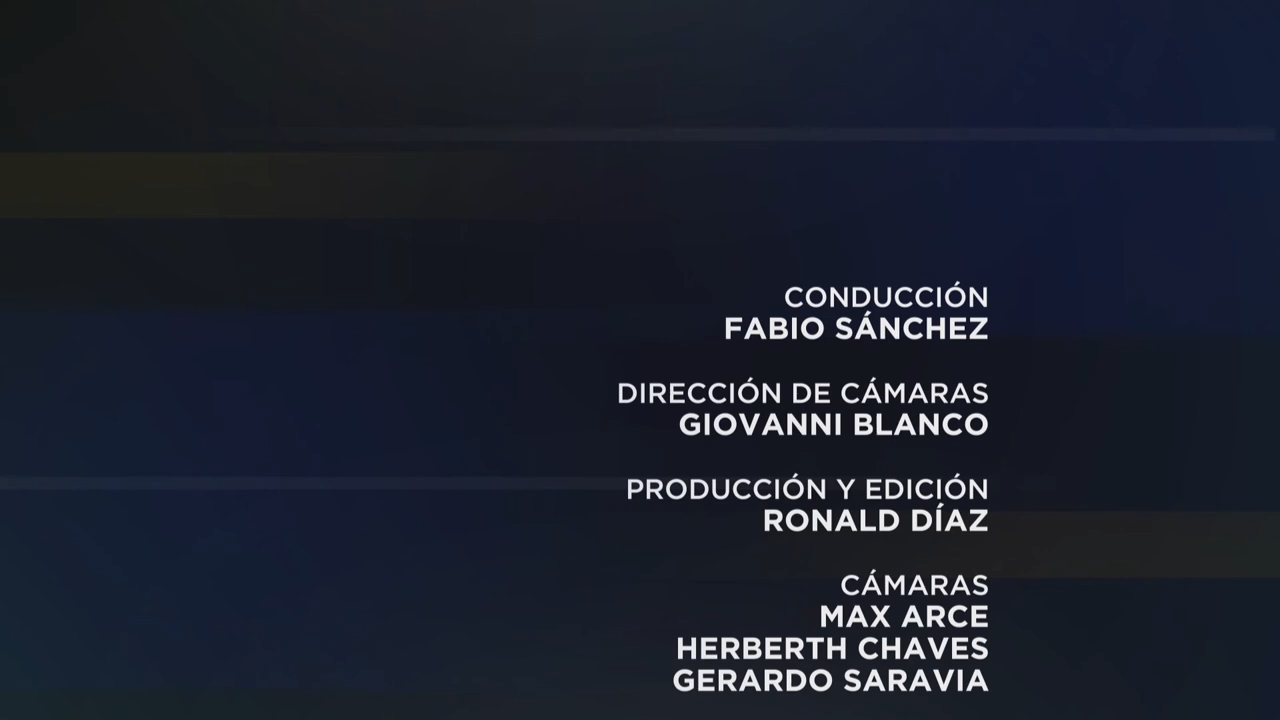 CONDUCCIÓN
FABIO SÁNCHEZ
DIRECCIÓN DE CÁMARAS
GIOVANNI BLANCO
PRODUCCIÓN Y EDICIÓN
RONALD DÍAZ
CÁMARAS
MAX ARCE
HERBERTH CHAVES
GERARDO SARAVIA